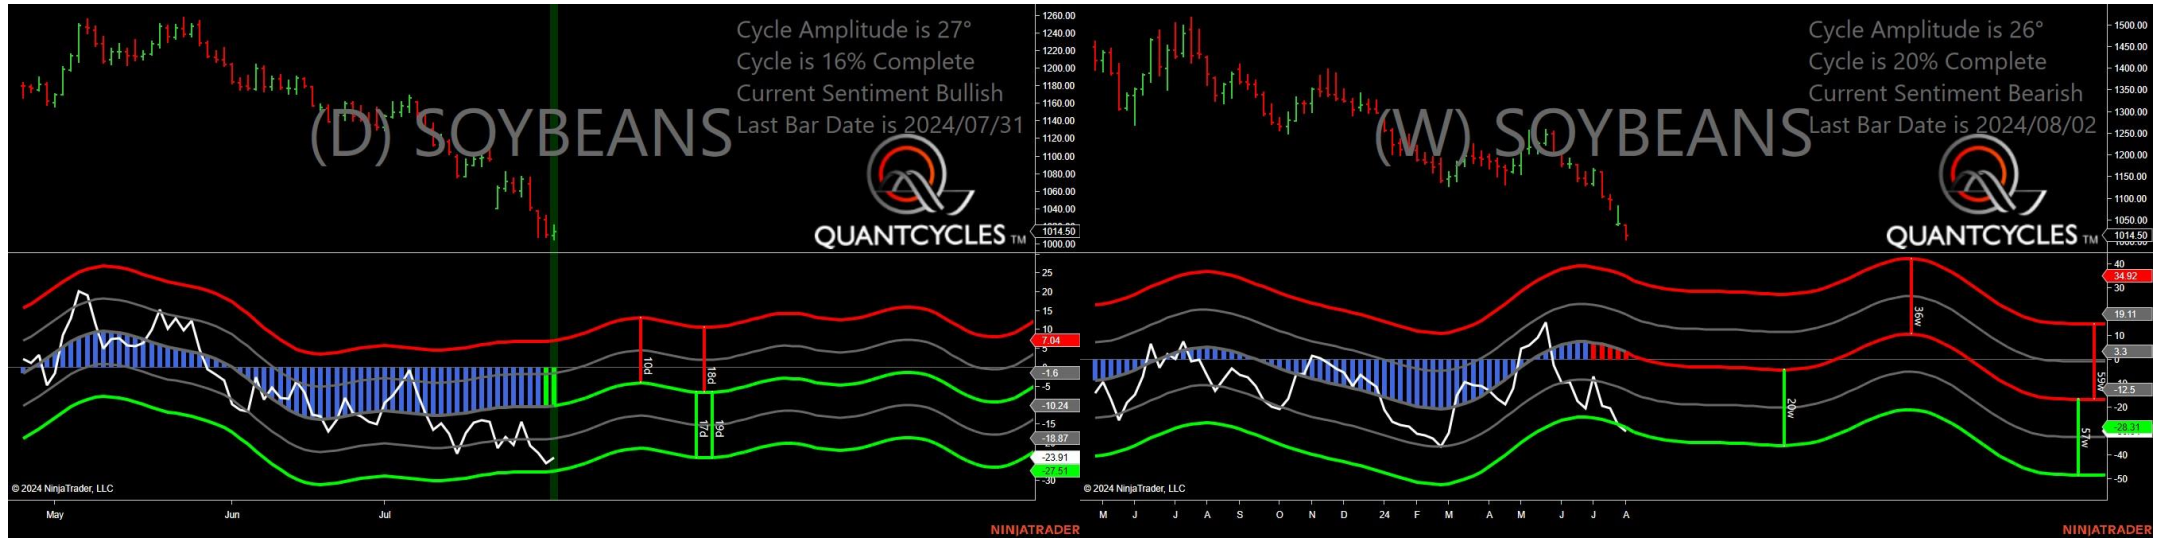 Cycle Amplitude is 27°
Cycle is 16% Complete
Current Sentiment Bullish
Last Bar Date is 2024/07/31
(D) SOYBEANS
QUANTCYCLES TM
1260.00
1240.00
1220.00
1200.00
1180.00
1160.00
1140.00
1120.00
1100.00
1080.00
1060.00
1040.00
1014.50
1000.00
25
20
15
10
7.04
5
-1.6
-5
-10.24
-15
-18.87
-23.91
-27.51
-30
10d
18d
17d
19d
© 2024 NinjaTrader, LLC
May
Jun
Jul
NINJATRADER
Cycle Amplitude is 26°
Cycle is 20% Complete
Current Sentiment Bearish
Last Bar Date is 2024/08/02
(W) SOYBEANS
QUANTCYCLES TM
1500.00
1450.00
1400.00
1350.00
1300.00
1250.00
1200.00
1150.00
1100.00
1050.00
1014.50
40
34.92
30
19.11
10
3.3
0
-12.5
-20
-28.31
-40
-50
36w
20w
59w
57w
© 2024 NinjaTrader, LLC
M J J A S O N D 24 F M A M J J A
NINJATRADER